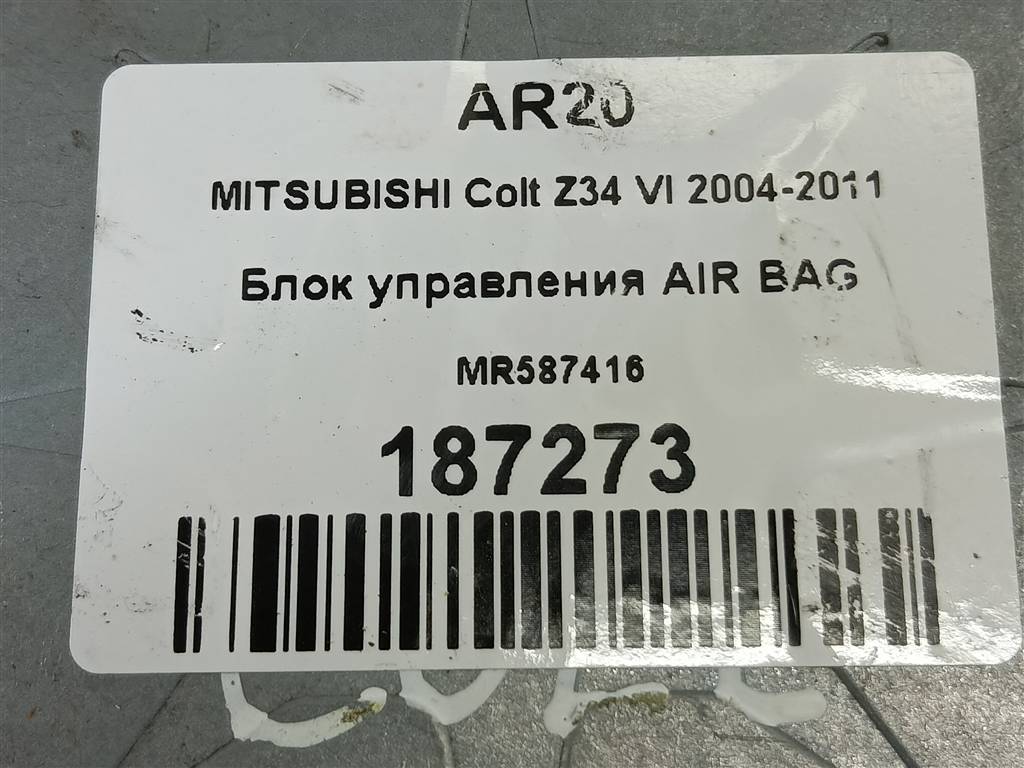 AR20
MITSUBISHI Colt Z34 VI 2004-2011
Блок управления AIR BAG
MR587416
187273